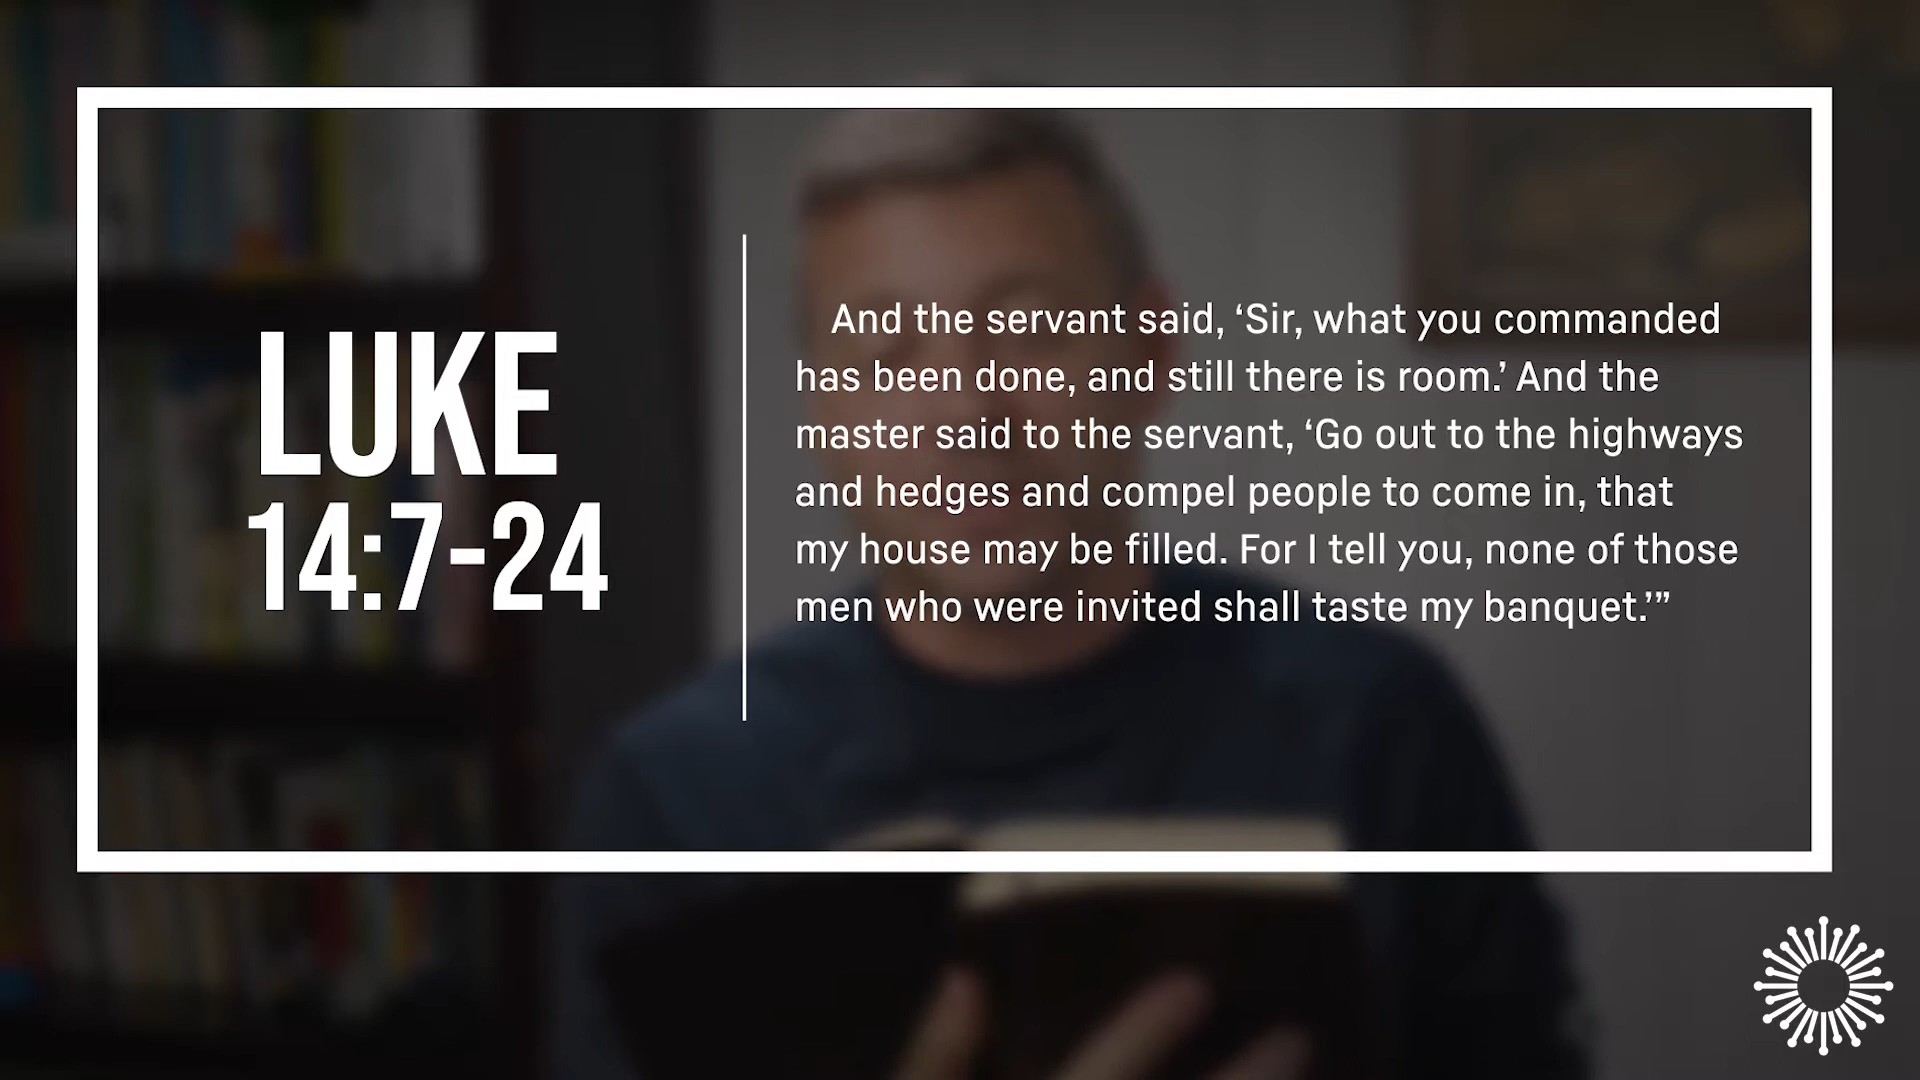 LUKE
14:7-24
And the servant said, ‘Sir, what you commanded
has been done, and still there is room.’ And the
master said to the servant, ‘Go out to the highways
and hedges and compel people to come in, that
my house may be filled. For I tell you, none of those
men who were invited shall taste my banquet.’”